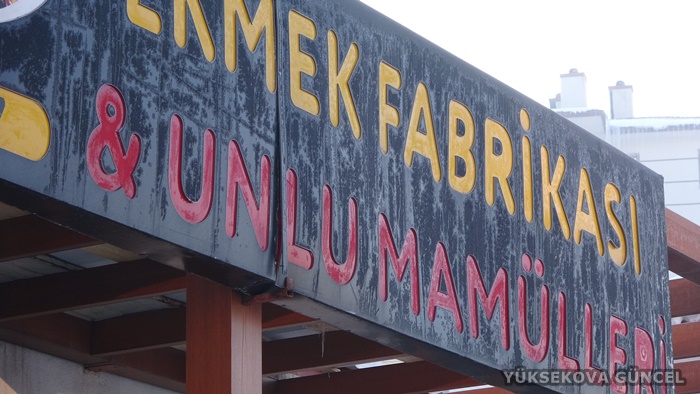 EKMEK FABRİKASI
& UNLU MAMÜLLERİ
YÜKSEKOVA GÜNCEL